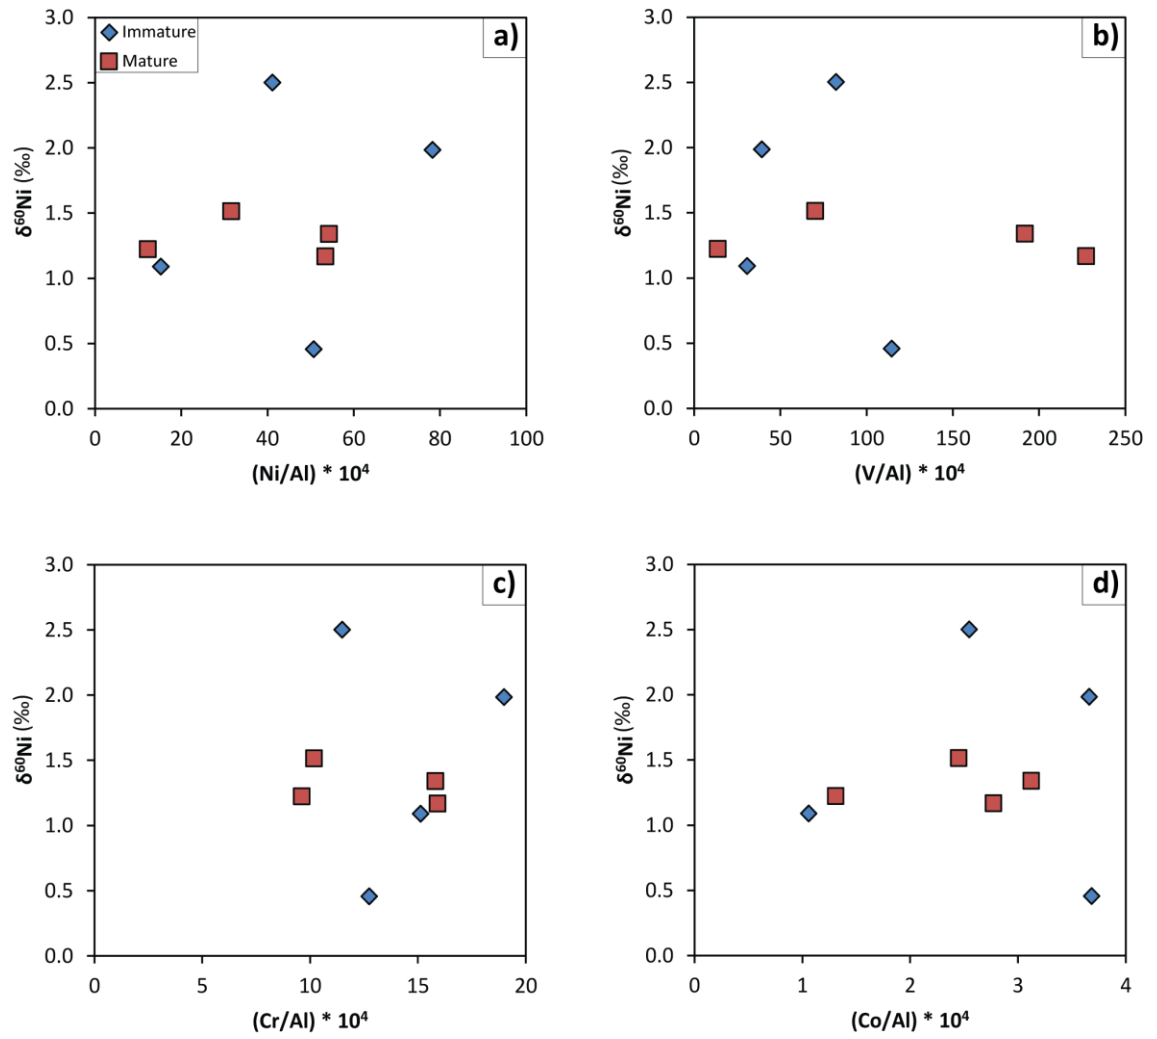 3.0
Immature
Mature
a)
2.5
2.0
1.5
1.0
0.5
0.0
δ⁶⁰Ni (‰)
0 20 40 60 80 100
(Ni/Al) * 10⁴
3.0
b)
2.5
2.0
1.5
1.0
0.5
0.0
δ⁶⁰Ni (‰)
0 50 100 150 200 250
(V/Al) * 10⁴
3.0
c)
2.5
2.0
1.5
1.0
0.5
0.0
δ⁶⁰Ni (‰)
0 5 10 15 20
(Cr/Al) * 10⁴
3.0
d)
2.5
2.0
1.5
1.0
0.5
0.0
δ⁶⁰Ni (‰)
0 1 2 3 4
(Co/Al) * 10⁴